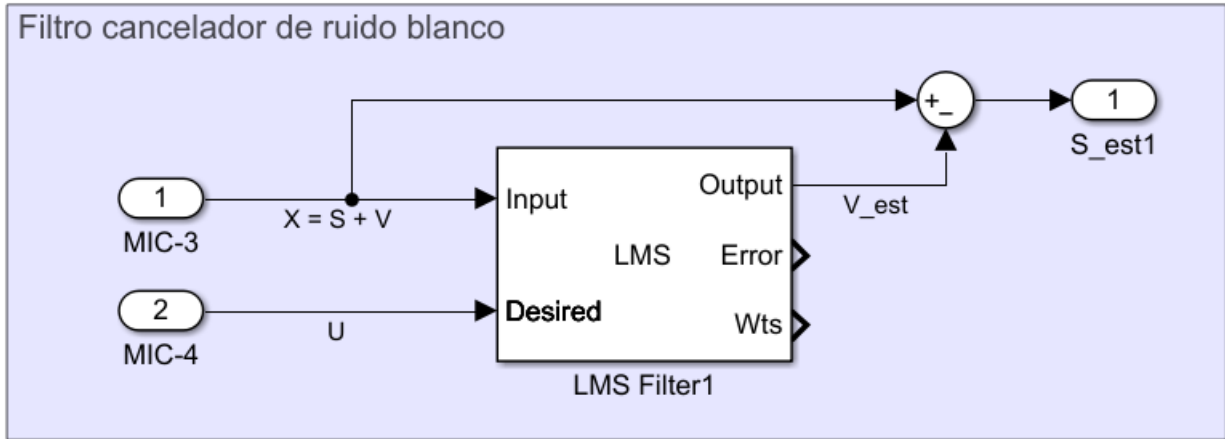 Filtro cancelador de ruido blanco
+
−
1
S_est1
1
MIC-3
X = S + V
Input
Output
V_est
LMS
Error
2
MIC-4
U
Desired
Wts
LMS Filter1